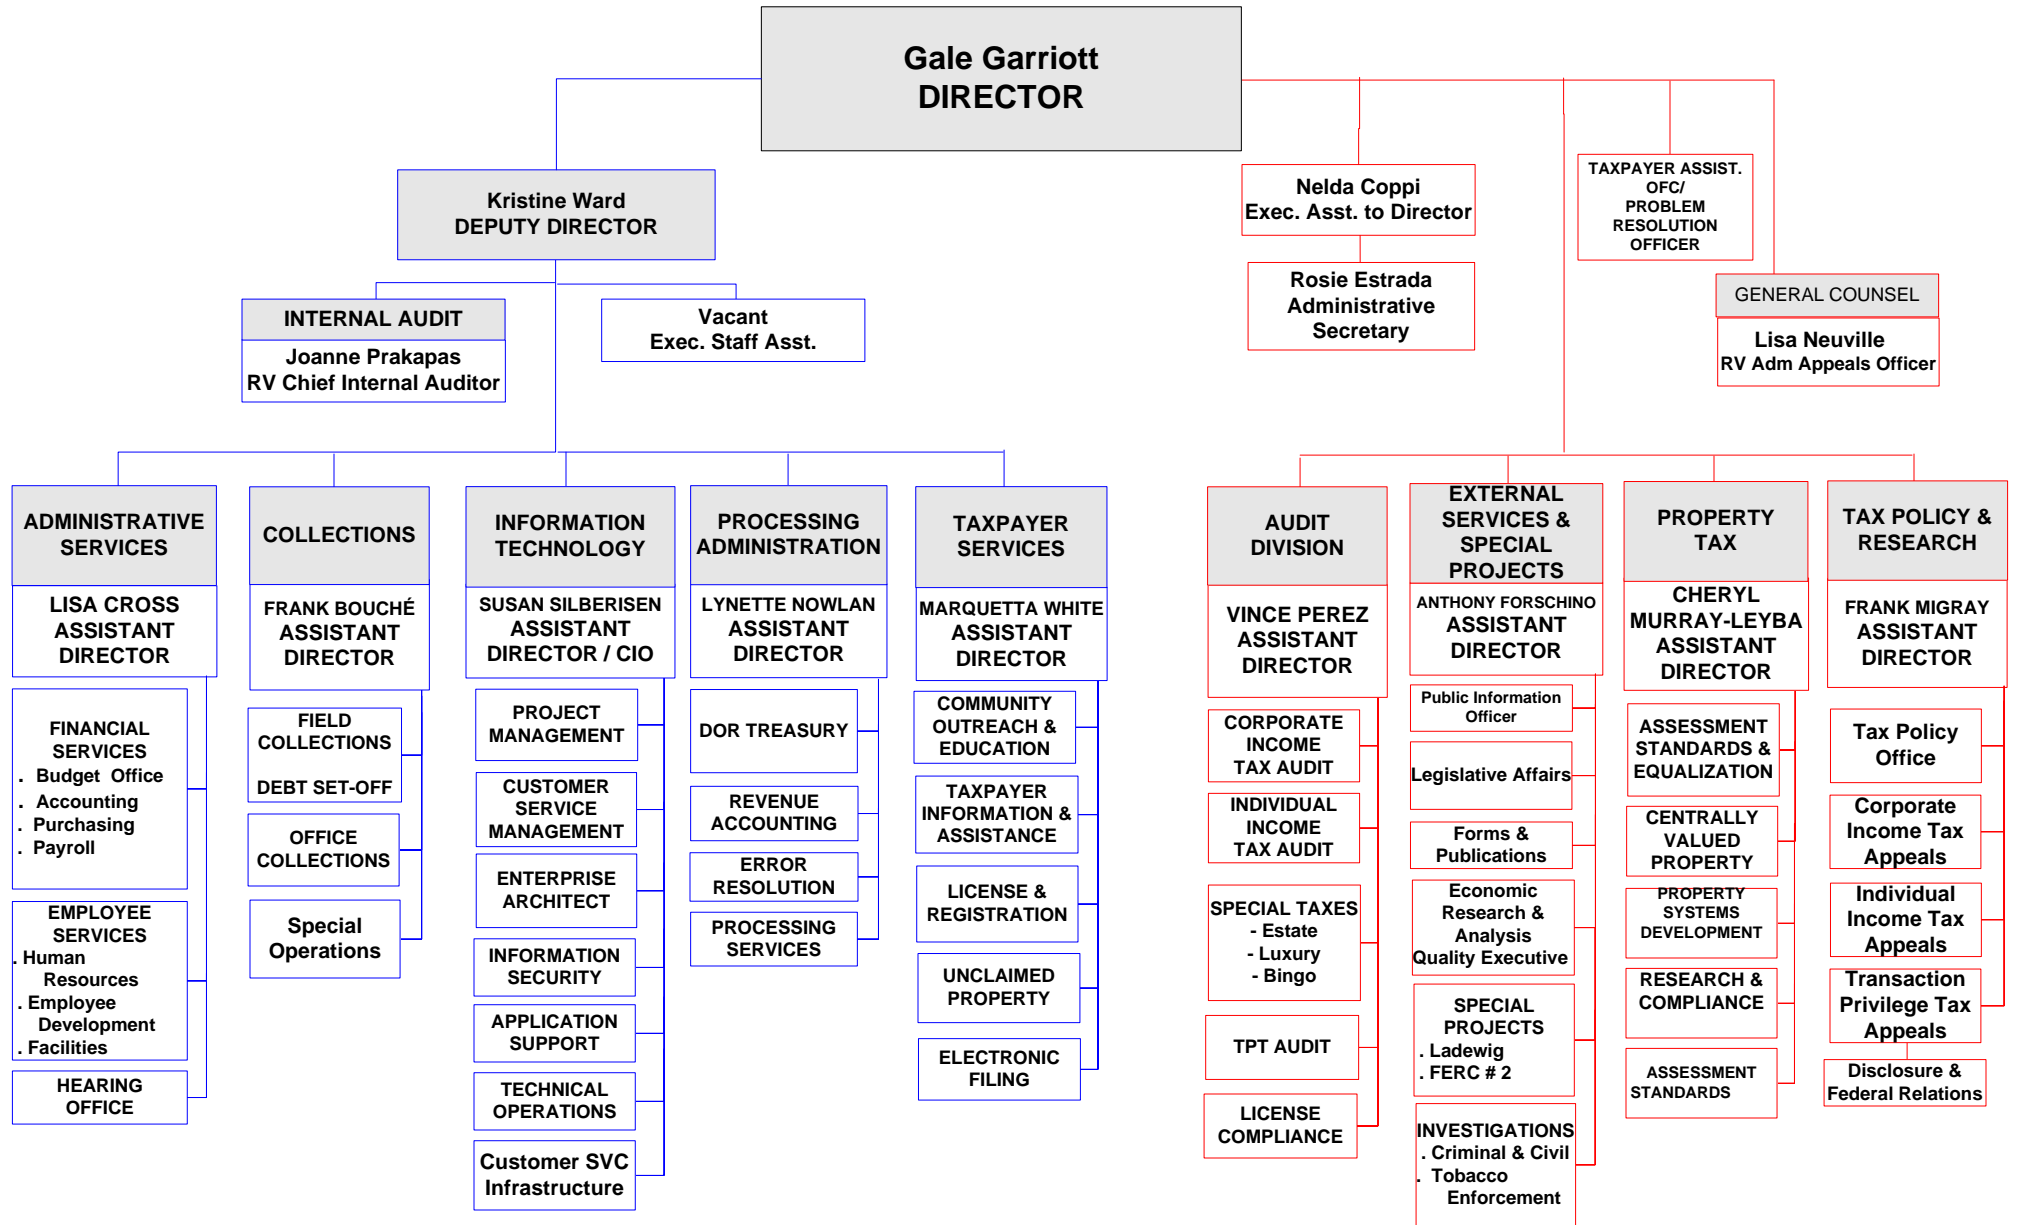 Gale Garriott
DIRECTOR
Kristine Ward
DEPUTY DIRECTOR
Nelda Coppi
Exec. Asst. to Director
TAXPAYER ASSIST.
OFC/
PROBLEM
RESOLUTION
OFFICER
Rosie Estrada
Administrative
Secretary
GENERAL COUNSEL
Lisa Neuville
RV Adm Appeals Officer
INTERNAL AUDIT
Joanne Prakapas
RV Chief Internal Auditor
Vacant
Exec. Staff Asst.
ADMINISTRATIVE
SERVICES
LISA CROSS
ASSISTANT
DIRECTOR
FINANCIAL
SERVICES
. Budget Office
. Accounting
. Purchasing
. Payroll
EMPLOYEE
SERVICES
. Human
Resources
. Employee
Development
. Facilities
HEARING
OFFICE
COLLECTIONS
FRANK BOUCHÉ
ASSISTANT
DIRECTOR
FIELD
COLLECTIONS
DEBT SET-OFF
OFFICE
COLLECTIONS
Special
Operations
INFORMATION
TECHNOLOGY
SUSAN SILBERISEN
ASSISTANT
DIRECTOR / CIO
PROJECT
MANAGEMENT
CUSTOMER
SERVICE
MANAGEMENT
ENTERPRISE
ARCHITECT
INFORMATION
SECURITY
APPLICATION
SUPPORT
TECHNICAL
OPERATIONS
Customer SVC
Infrastructure
PROCESSING
ADMINISTRATION
LYNETTE NOWLAN
ASSISTANT
DIRECTOR
DOR TREASURY
REVENUE
ACCOUNTING
ERROR
RESOLUTION
PROCESSING
SERVICES
TAXPAYER
SERVICES
MARQUETTA WHITE
ASSISTANT
DIRECTOR
COMMUNITY
OUTREACH &
EDUCATION
TAXPAYER
INFORMATION &
ASSISTANCE
LICENSE &
REGISTRATION
UNCLAIMED
PROPERTY
ELECTRONIC
FILING
AUDIT
DIVISION
VINCE PEREZ
ASSISTANT
DIRECTOR
CORPORATE
INCOME
TAX AUDIT
INDIVIDUAL
INCOME
TAX AUDIT
SPECIAL TAXES
- Estate
- Luxury
- Bingo
TPT AUDIT
LICENSE
COMPLIANCE
EXTERNAL
SERVICES &
SPECIAL
PROJECTS
ANTHONY FORSCHINO
ASSISTANT
DIRECTOR
Public Information
Officer
Legislative Affairs
Forms &
Publications
Economic
Research &
Analysis
Quality Executive
SPECIAL
PROJECTS
. Ladewig
. FERC # 2
INVESTIGATIONS
. Criminal & Civil
. Tobacco
Enforcement
PROPERTY
TAX
CHERYL
MURRAY-LEYBA
ASSISTANT
DIRECTOR
ASSESSMENT
STANDARDS &
EQUALIZATION
CENTRALLY
VALUED
PROPERTY
PROPERTY
SYSTEMS
DEVELOPMENT
RESEARCH &
COMPLIANCE
ASSESSMENT
STANDARDS
TAX POLICY &
RESEARCH
FRANK MIGRAY
ASSISTANT
DIRECTOR
Tax Policy
Office
Corporate
Income Tax
Appeals
Individual
Income Tax
Appeals
Transaction
Privilege Tax
Appeals
Disclosure &
Federal Relations